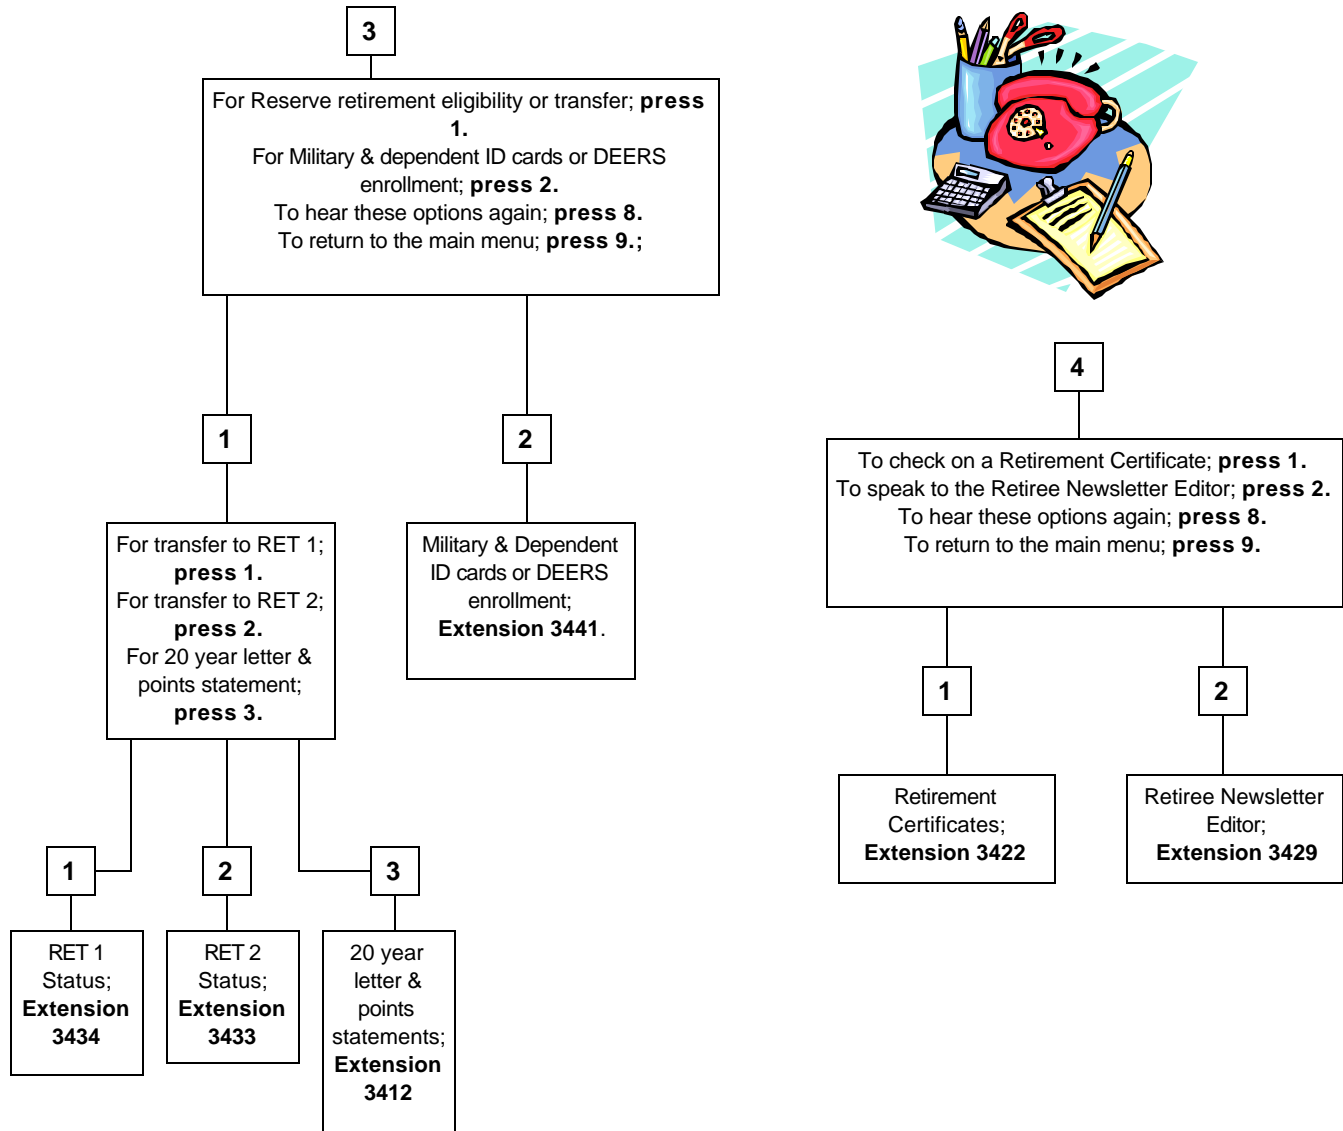 3
For Reserve retirement eligibility or transfer; press
1.
For Military & dependent ID cards or DEERS
enrollment; press 2.
To hear these options again; press 8.
To return to the main menu; press 9.;
1
2
For transfer to RET 1;
press 1.
For transfer to RET 2;
press 2.
For 20 year letter &
points statement;
press 3.
Military & Dependent
ID cards or DEERS
enrollment;
Extension 3441.
1
2
3
RET 1
Status;
Extension
3434
RET 2
Status;
Extension
3433
20 year
letter &
points
statements;
Extension
3412
4
To check on a Retirement Certificate; press 1.
To speak to the Retiree Newsletter Editor; press 2.
To hear these options again; press 8.
To return to the main menu; press 9.
1
2
Retirement
Certificates;
Extension 3422
Retiree Newsletter
Editor;
Extension 3429